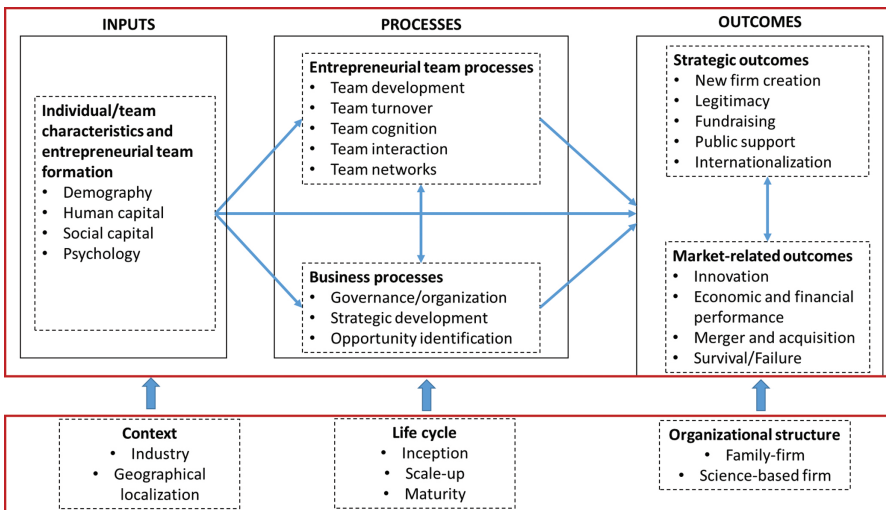 INPUTS
Individual/team
characteristics and
entrepreneurial team
formation
• Demography
• Human capital
• Social capital
• Psychology
PROCESSES
Entrepreneurial team processes
• Team development
• Team turnover
• Team cognition
• Team interaction
• Team networks
Business processes
• Governance/organization
• Strategic development
• Opportunity identification
OUTCOMES
Strategic outcomes
• New firm creation
• Legitimacy
• Fundraising
• Public support
• Internationalization
Market-related outcomes
• Innovation
• Economic and financial
performance
• Merger and acquisition
• Survival/Failure
Context
• Industry
• Geographical
localization
Life cycle
• Inception
• Scale-up
• Maturity
Organizational structure
• Family-firm
• Science-based firm